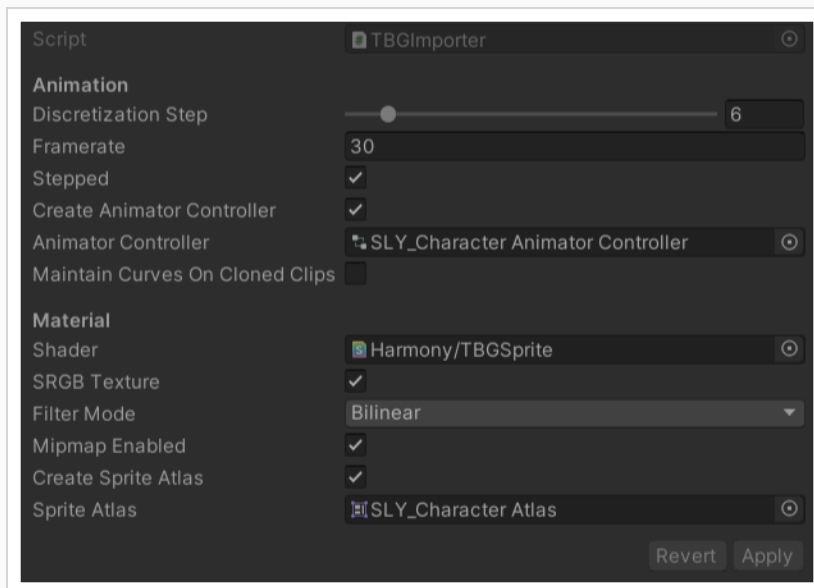 Script TBGImporter
Animation
Discretization Step 6
Framerate 30
Stepped
Create Animator Controller
Animator Controller SLY_Character Animator Controller
Maintain Curves On Cloned Clips
Material
Shader Harmony/TBGSprite
SRGB Texture
Filter Mode Bilinear
Mipmap Enabled
Create Sprite Atlas
Sprite Atlas SLY_Character Atlas
Revert Apply